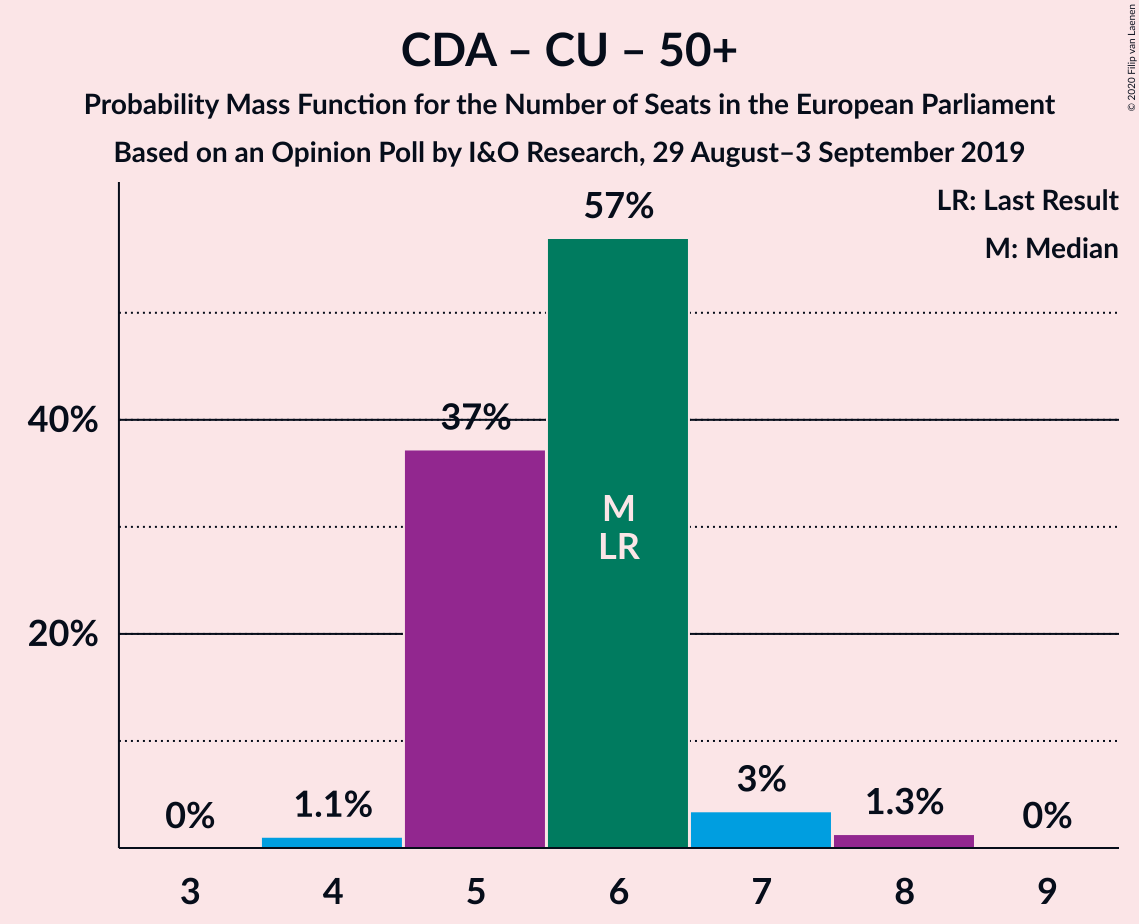 CDA – CU – 50+
Probability Mass Function for the Number of Seats in the European Parliament
Based on an Opinion Poll by I&O Research, 29 August–3 September 2019
© 2020 Filip van Laenen
LR: Last Result
M: Median
57%
40%
37%
M
LR
20%
0%
1.1%
3%
1.3%
0%
3
4
5
6
7
8
9